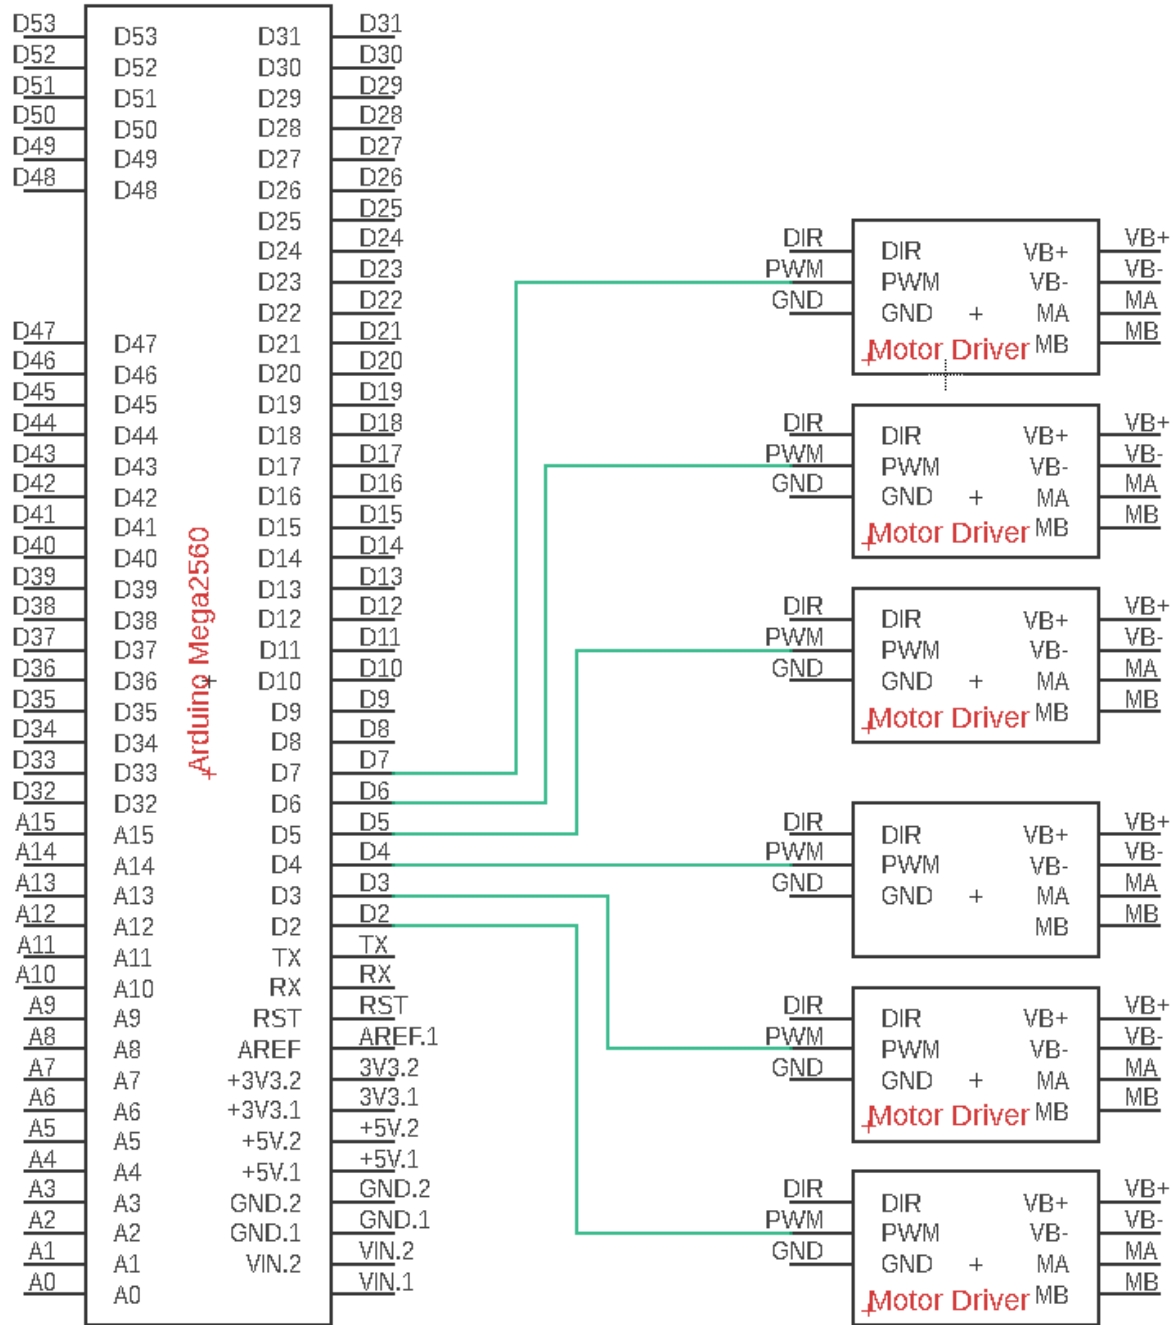 D53 D53 D31 D31
D52 D52 D30 D30
D51 D51 D29 D29
D50 D50 D28 D28
D49 D49 D27 D27
D48 D48 D26 D26
D25 D25
D24 D24
D23 D23
D22 D22
D47 D47 D21 D21
D46 D46 D20 D20
D45 D45 D19 D19
D44 D44 D18 D18
D43 D43 D17 D17
D42 D42 D16 D16
D41 D41 D15 D15
D40 D40 D14 D14
D39 D39 D13 D13
D38 D38 D12 D12
D37 D37 D11 D11
D36 D36 D10 D10
D35 D35 D9 D9
D34 D34 D8 D8
D33 D33 D7 D7
D32 D32 D6 D6
A15 A15 D5 D5
A14 A14 D4 D4
A13 A13 D3 D3
A12 A12 D2 D2
A11 A11 TX TX
A10 A10 RX RX
A9 A9 RST RST
A8 A8 AREF AREF.1
A7 A7 +3V3.2 3V3.2
A6 A6 +3V3.1 3V3.1
A5 A5 +5V.2 +5V.2
A4 A4 +5V.1 +5V.1
A3 A3 GND.2 GND.2
A2 A2 GND.1 GND.1
A1 A1 VIN.2 VIN.2
A0 A0 VIN.1
Arduino Mega2560
DIR DIR VB+ VB+
PWM PWM VB- VB-
GND GND + MA MA
Motor Driver MB MB
DIR DIR VB+ VB+
PWM PWM VB- VB-
GND GND + MA MA
Motor Driver MB MB
DIR DIR VB+ VB+
PWM PWM VB- VB-
GND GND + MA MA
Motor Driver MB MB
DIR DIR VB+ VB+
PWM PWM VB- VB-
GND GND + MA MA
MB MB
DIR DIR VB+ VB+
PWM PWM VB- VB-
GND GND + MA MA
Motor Driver MB MB
DIR DIR VB+ VB+
PWM PWM VB- VB-
GND GND + MA MA
Motor Driver MB MB